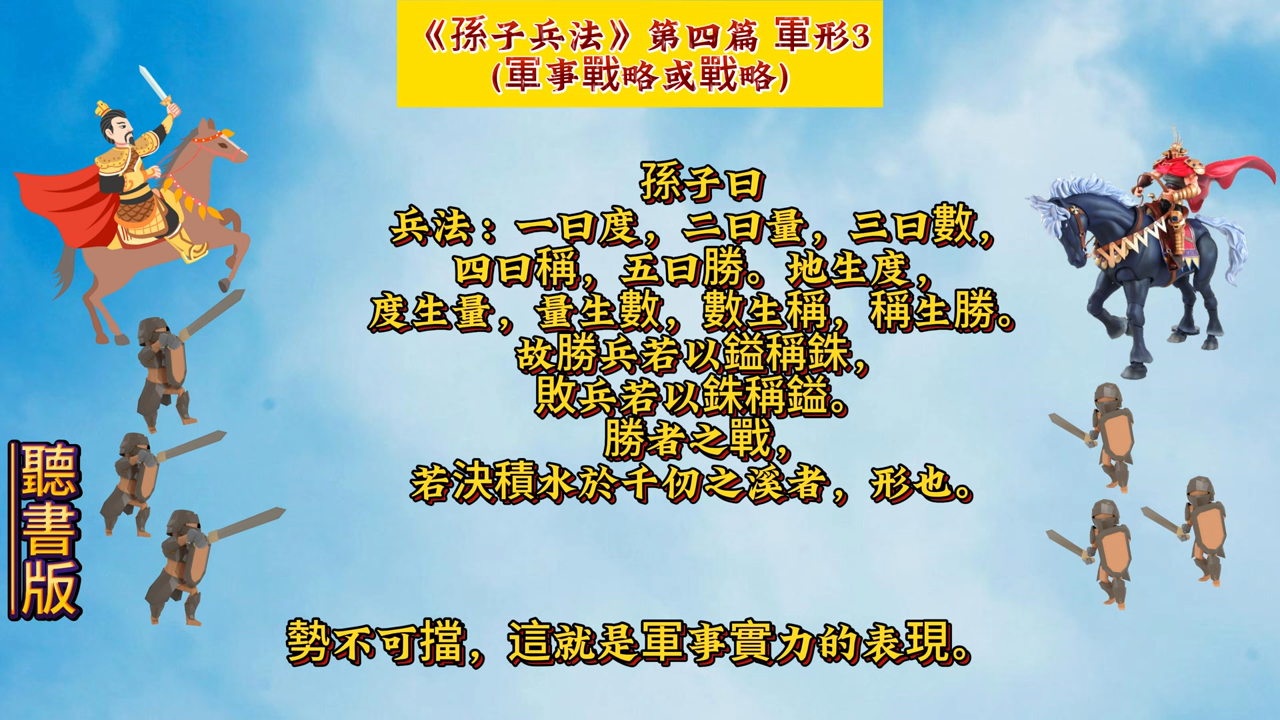 《孫子兵法》第四篇 軍形3
(軍事戰略或戰略)
孫子曰
兵法：一曰度，二曰量，三曰數，
四曰稱，五曰勝。地生度，
度生量，量生數，數生稱，稱生勝。
故勝兵若以鎰稱銖，
敗兵若以銖稱鎰。
勝者之戰，
若決積水於千仞之溪者，形也。
聽書版
勢不可擋，這就是軍事實力的表現。